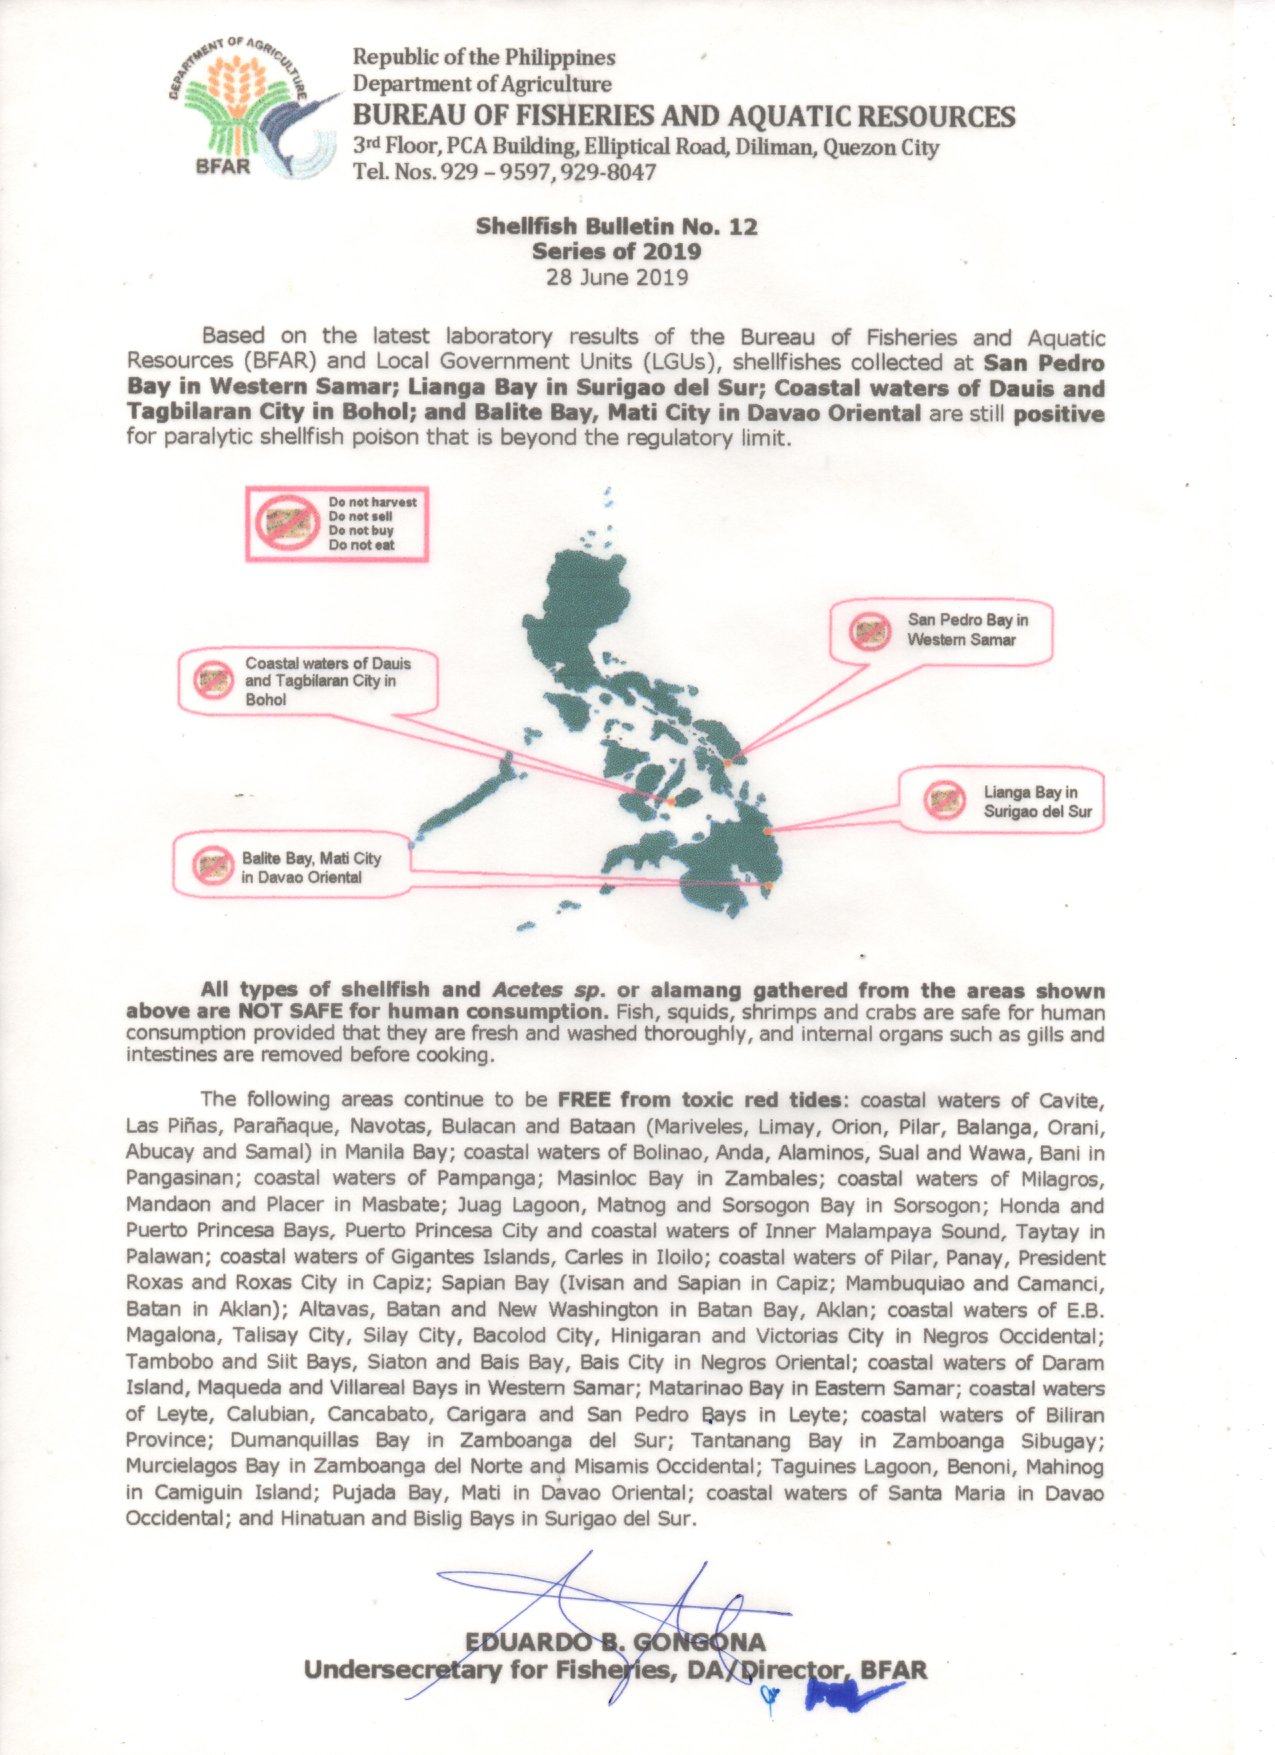 DEPARTMENT OF AGRICULTURE
BFAR
Republic of the Philippines
Department of Agriculture
BUREAU OF FISHERIES AND AQUATIC RESOURCES
3rd Floor, PCA Building, Elliptical Road, Diliman, Quezon City
Tel. Nos. 929 – 9597, 929-8047
Shellfish Bulletin No. 12
Series of 2019
28 June 2019
Based on the latest laboratory results of the Bureau of Fisheries and Aquatic
Resources (BFAR) and Local Government Units (LGUs), shellfishes collected at San Pedro
Bay in Western Samar; Lianga Bay in Surigao del Sur; Coastal waters of Dauis and
Tagbilaran City in Bohol; and Balite Bay, Mati City in Davao Oriental are still positive
for paralytic shellfish poison that is beyond the regulatory limit.
Do not harvest
Do not sell
Do not buy
Do not eat
San Pedro Bay in
Western Samar
Coastal waters of Dauis
and Tagbilaran City in
Bohol
Lianga Bay in
Surigao del Sur
Balite Bay, Mati City
in Davao Oriental
All types of shellfish and Acetes sp. or alamang gathered from the areas shown
above are NOT SAFE for human consumption. Fish, squids, shrimps and crabs are safe for human
consumption provided that they are fresh and washed thoroughly, and internal organs such as gills and
intestines are removed before cooking.
The following areas continue to be FREE from toxic red tides: coastal waters of Cavite,
Las Piñas, Parañaque, Navotas, Bulacan and Bataan (Mariveles, Limay, Orion, Pilar, Balanga, Orani,
Abucay and Samal) in Manila Bay; coastal waters of Bolinao, Anda, Alaminos, Sual and Wawa, Bani in
Pangasinan; coastal waters of Pampanga; Masinloc Bay in Zambales; coastal waters of Milagros,
Mandaon and Placer in Masbate; Juag Lagoon, Matnog and Sorsogon Bay in Sorsogon; Honda and
Puerto Princesa Bays, Puerto Princesa City and coastal waters of Inner Malampaya Sound, Taytay in
Palawan; coastal waters of Gigantes Islands, Carles in Iloilo; coastal waters of Pilar, Panay, President
Roxas and Roxas City in Capiz; Sapian Bay (Ivisan and Sapian in Capiz; Mambuquiao and Camanci,
Batan in Aklan); Altavas, Batan and New Washington in Batan Bay, Aklan; coastal waters of E.B.
Magalona, Talisay City, Silay City, Bacolod City, Hinigaran and Victorias City in Negros Occidental;
Tambobo and Siit Bays, Siaton and Bais Bay, Bais City in Negros Oriental; coastal waters of Daram
Island, Maqueda and Villareal Bays in Western Samar; Matarinao Bay in Eastern Samar; coastal waters
of Leyte, Calubian, Cancabato, Carigara and San Pedro Bays in Leyte; coastal waters of Biliran
Province; Dumanquillas Bay in Zamboanga del Sur; Tantanang Bay in Zamboanga Sibugay;
Murcielagos Bay in Zamboanga del Norte and Misamis Occidental; Taguines Lagoon, Benoni, Mahinog
in Camiguin Island; Pujada Bay, Mati in Davao Oriental; coastal waters of Santa Maria in Davao
Occidental; and Hinatuan and Bislig Bays in Surigao del Sur.
EDUARDO B. GONGONA
Undersecretary for Fisheries, DA/Director, BFAR